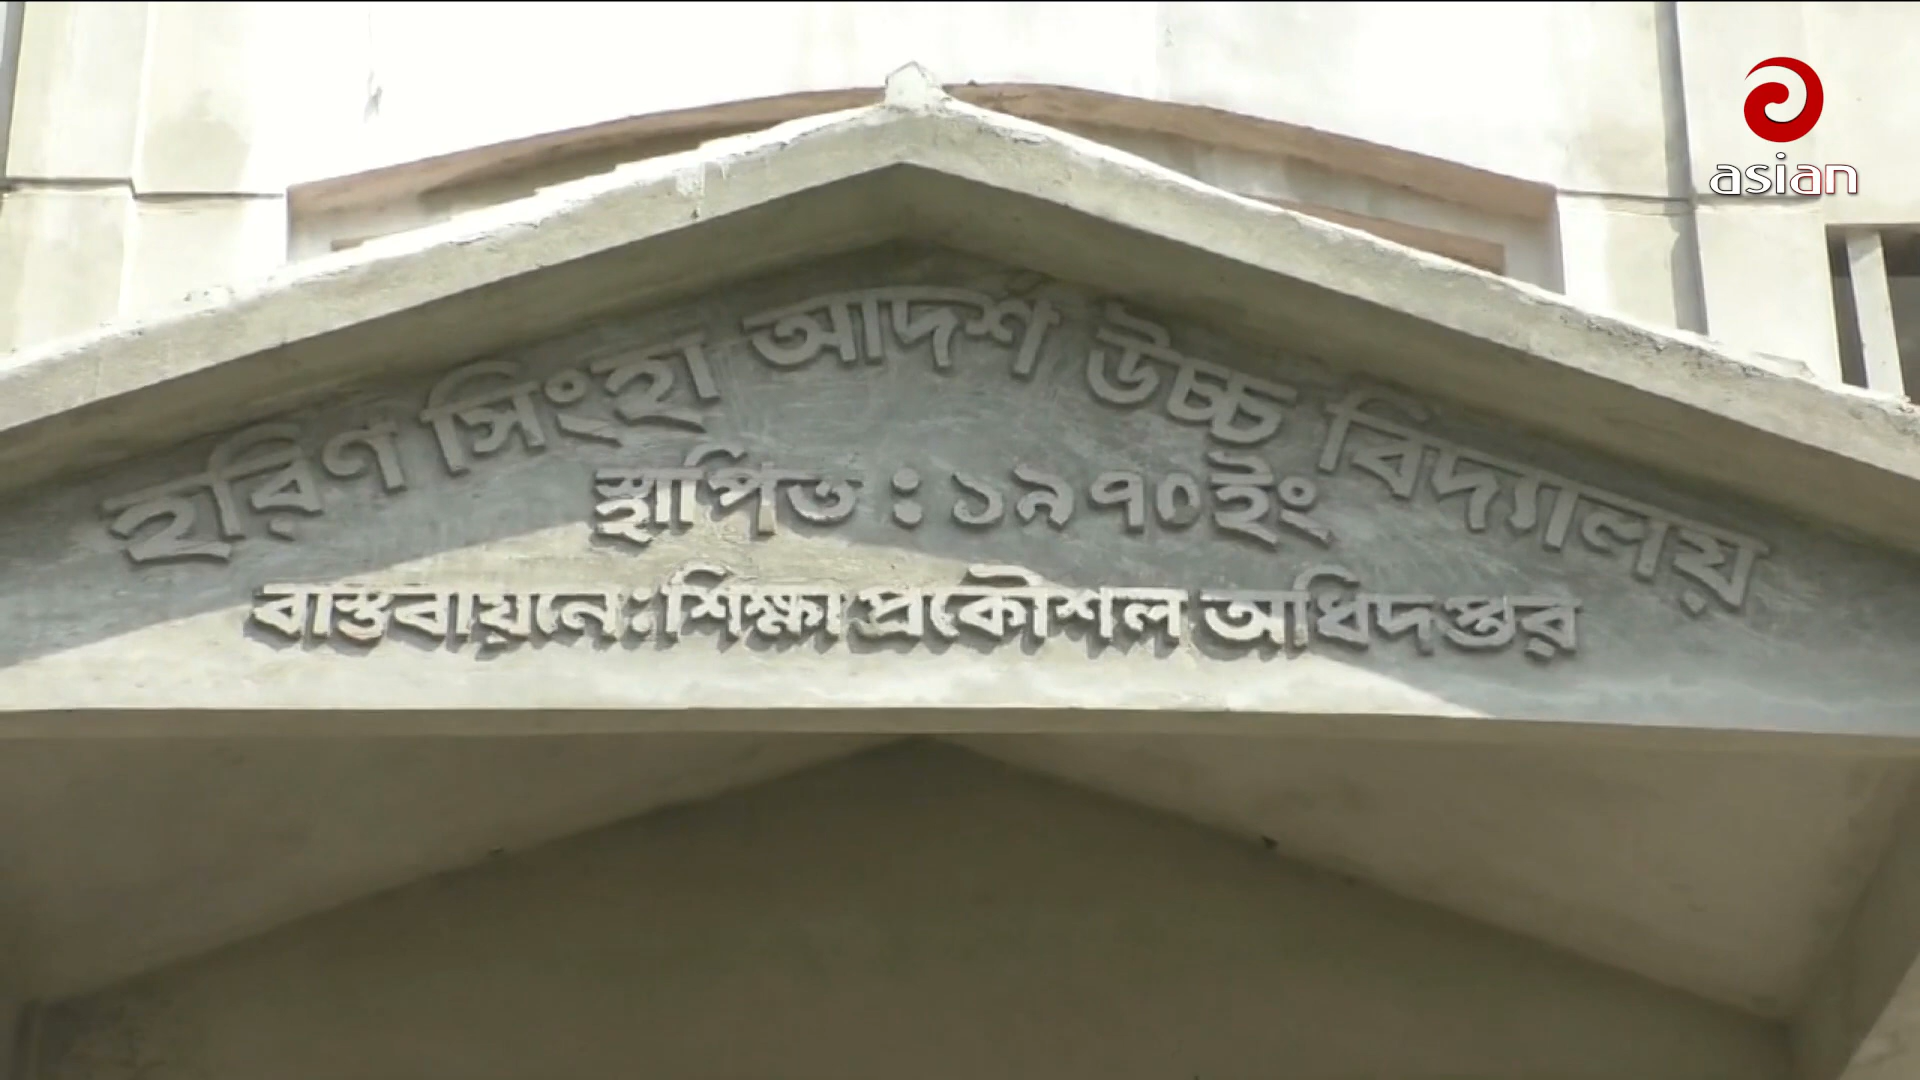 asian
হরিণ সিংহা আদর্শ উচ্চ বিদ্যালয়
স্থাপিত : ১৯৭০ইং
বাস্তবায়নে : শিক্ষা প্রকৌশল অধিদপ্তর